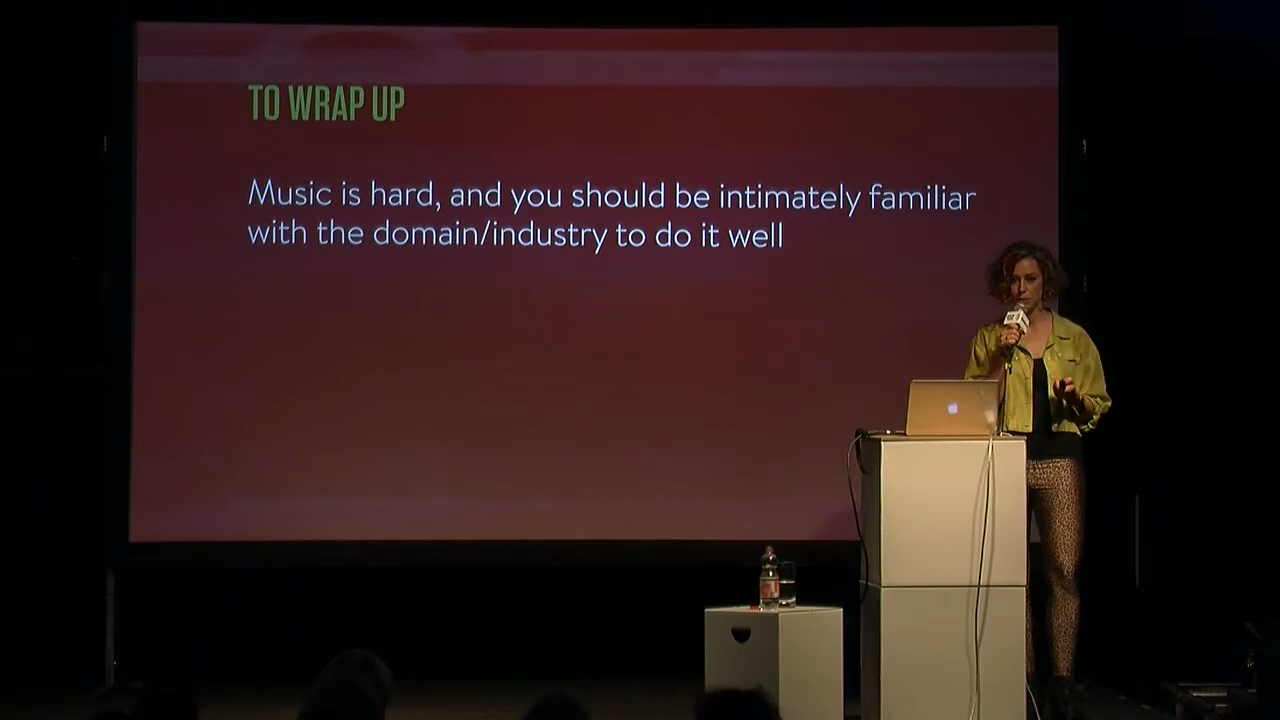 TO WRAP UP
Music is hard, and you should be intimately familiar
with the domain/industry to do it well